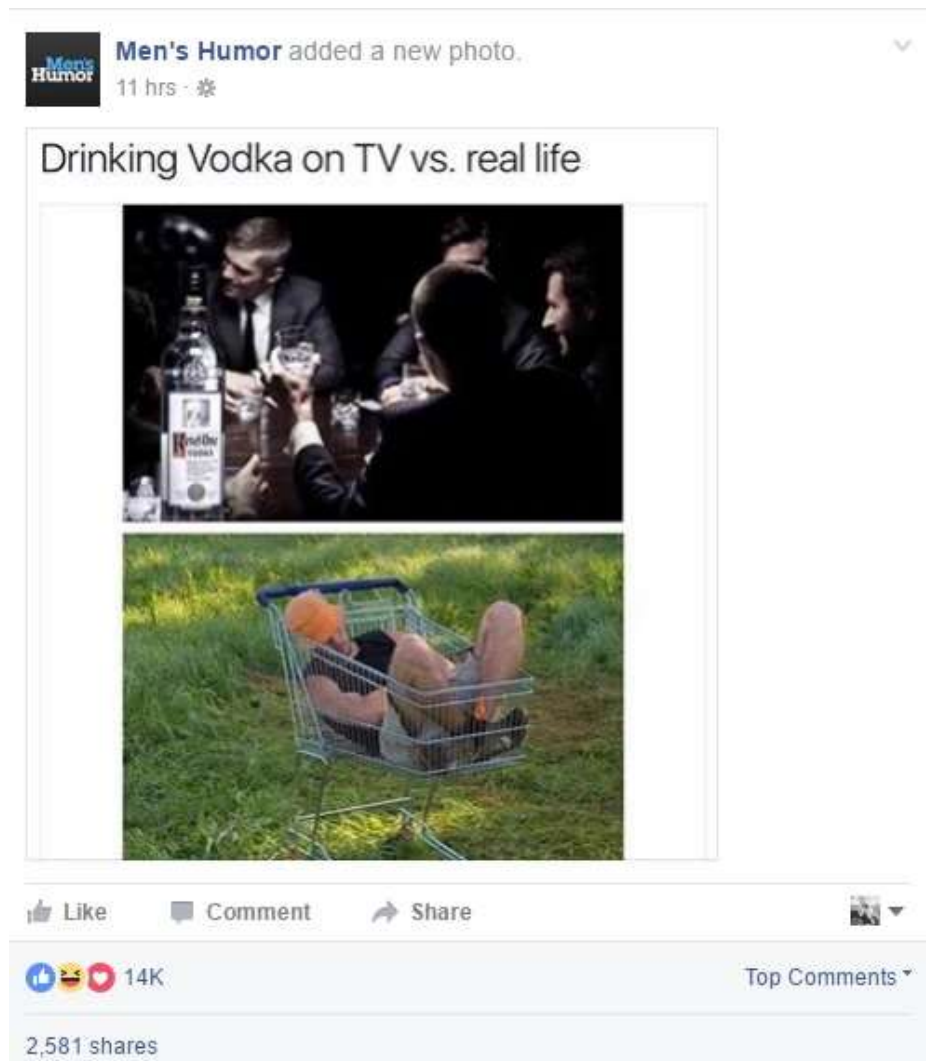 Men's
Humor
Men's Humor added a new photo.
11 hrs ·
Drinking Vodka on TV vs. real life
Ketel One
VODKA
Like Comment Share
14K Top Comments
2,581 shares